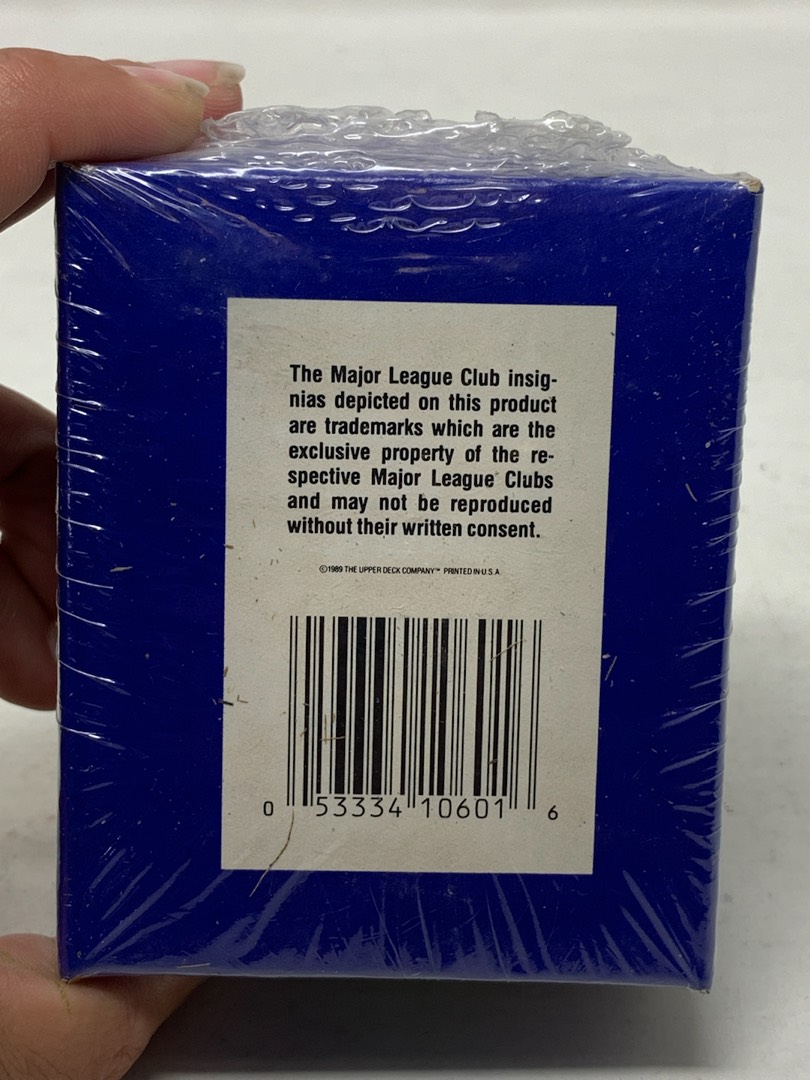 The Major League Club insig-
nias depicted on this product
are trademarks which are the
exclusive property of the re-
spective Major League Clubs
and may not be reproduced
without their written consent.
©1989 THE UPPER DECK COMPANY™ PRINTED IN U.S.A.
0 53334 10601 6